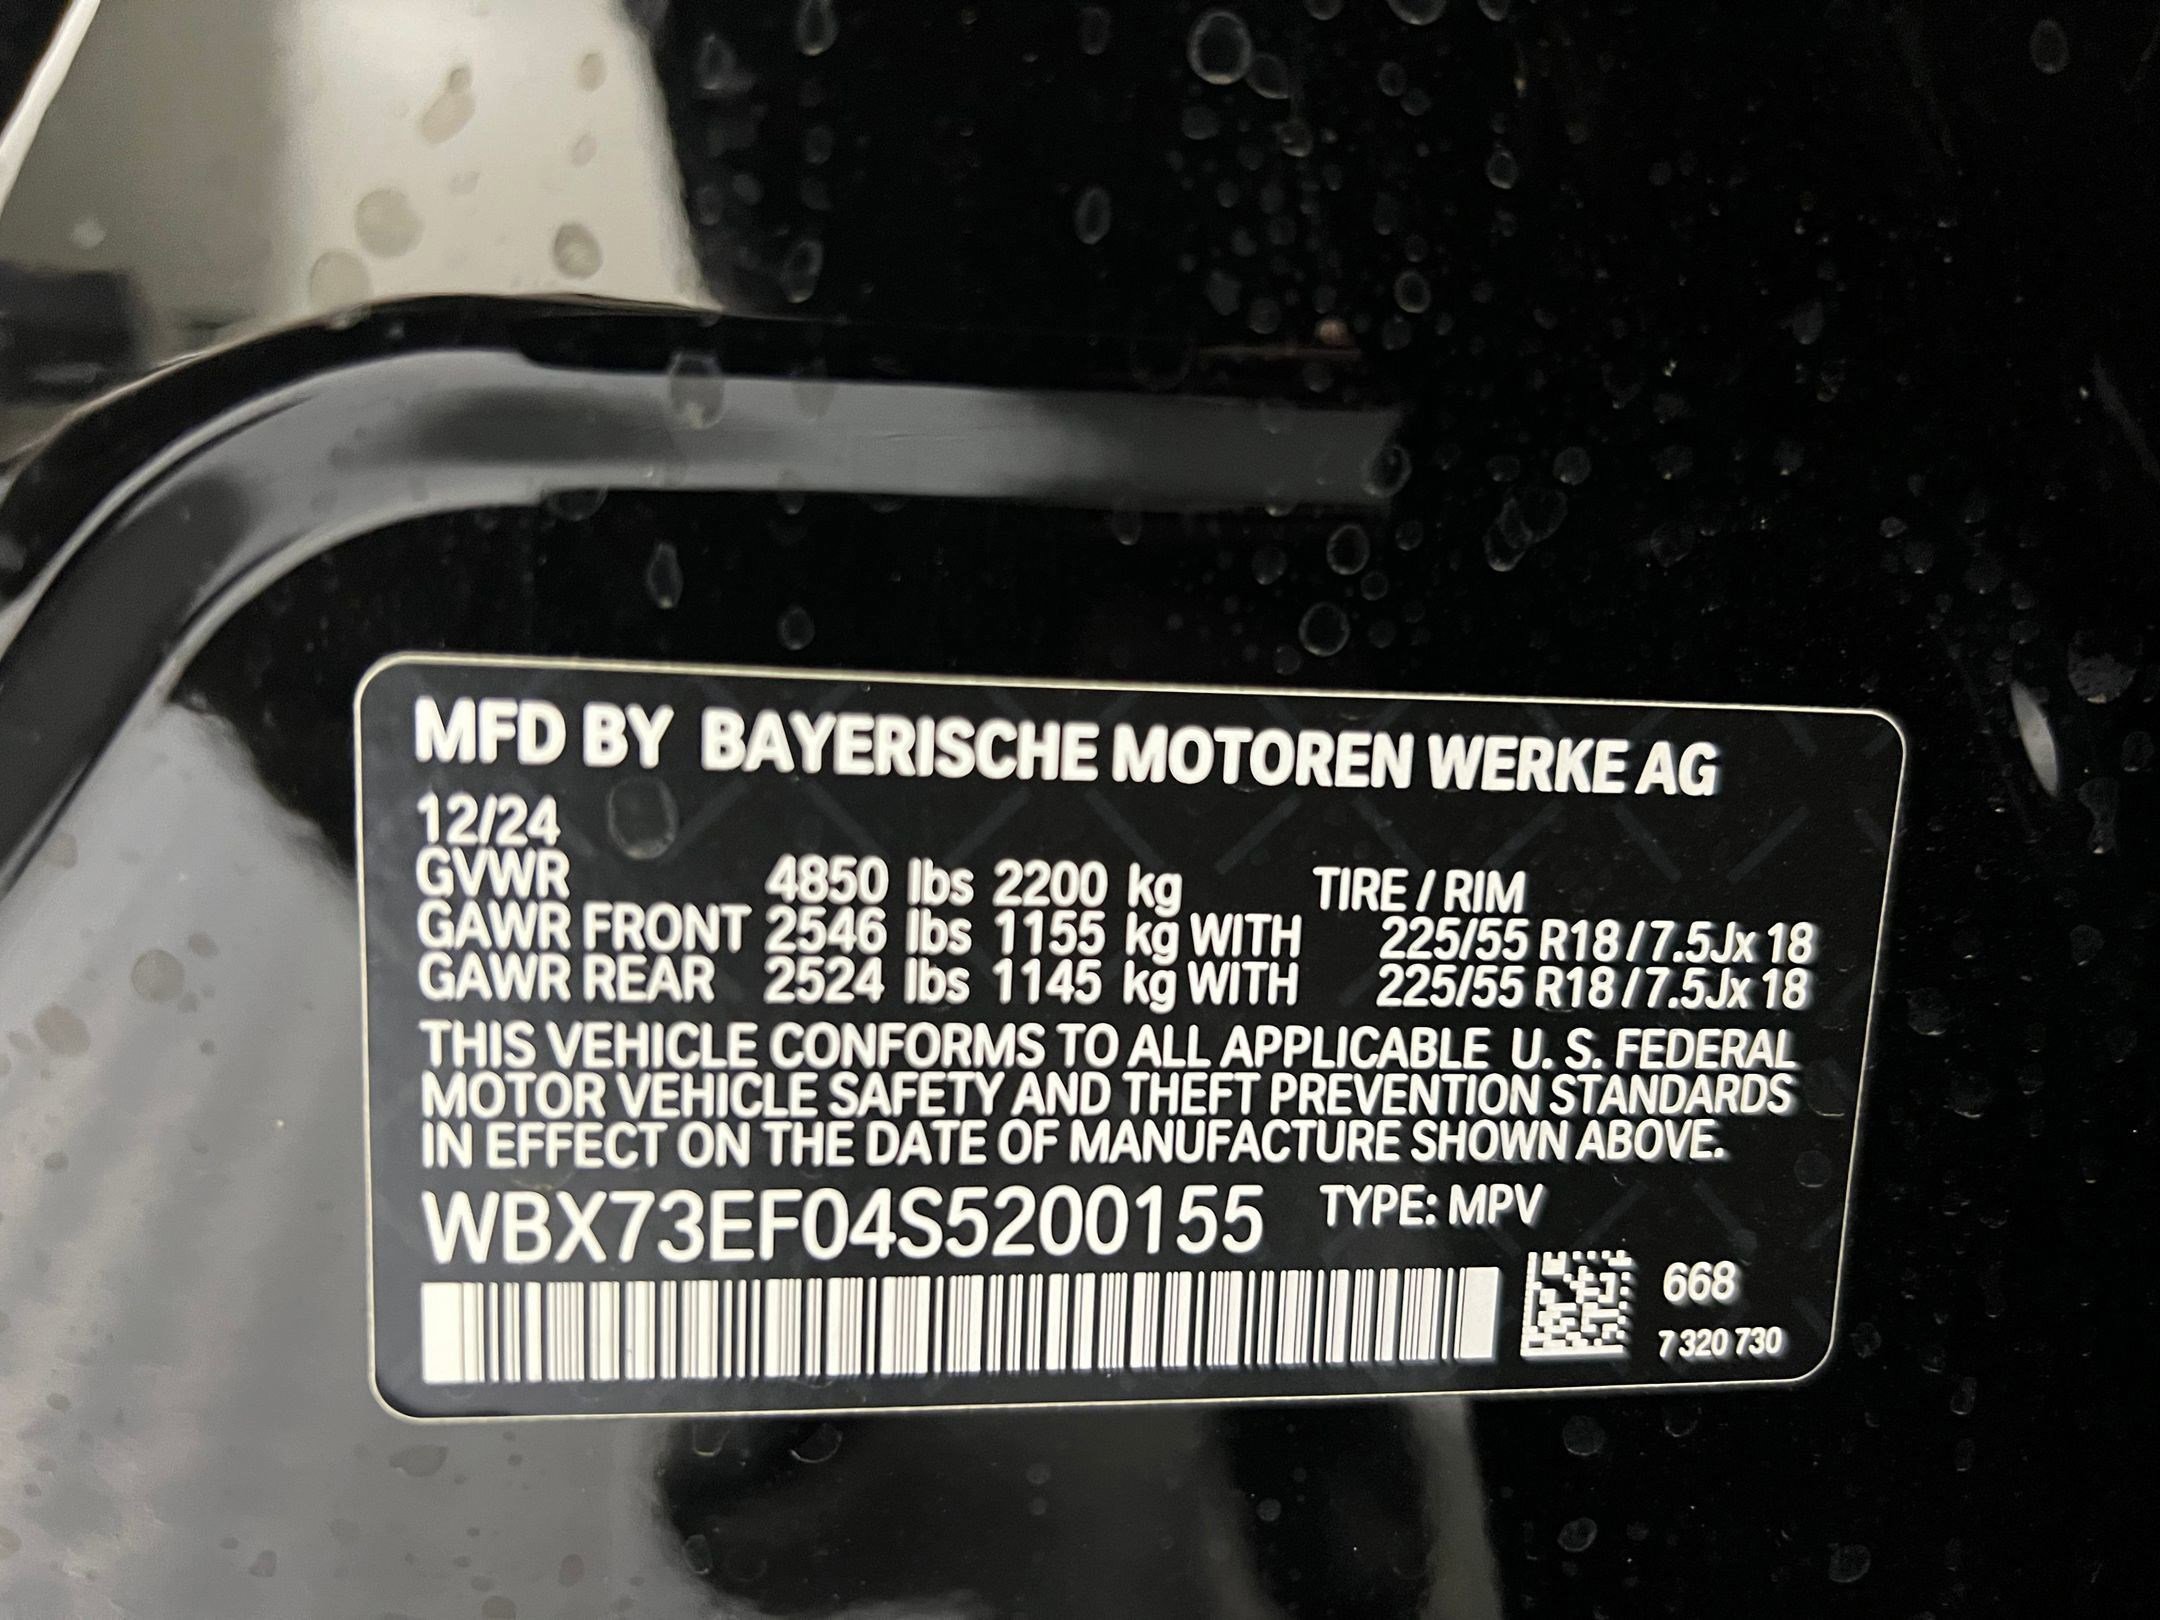 MFD BY BAYERISCHE MOTOREN WERKE AG
12/24
GVWR 4850 lbs 2200 kg TIRE / RIM
GAWR FRONT 2546 lbs 1155 kg WITH 225/55 R18 / 7.5Jx 18
GAWR REAR 2524 lbs 1145 kg WITH 225/55 R18 / 7.5Jx 18
THIS VEHICLE CONFORMS TO ALL APPLICABLE U. S. FEDERAL
MOTOR VEHICLE SAFETY AND THEFT PREVENTION STANDARDS
IN EFFECT ON THE DATE OF MANUFACTURE SHOWN ABOVE.
WBX73EF04S5200155 TYPE: MPV
668
7 320 730